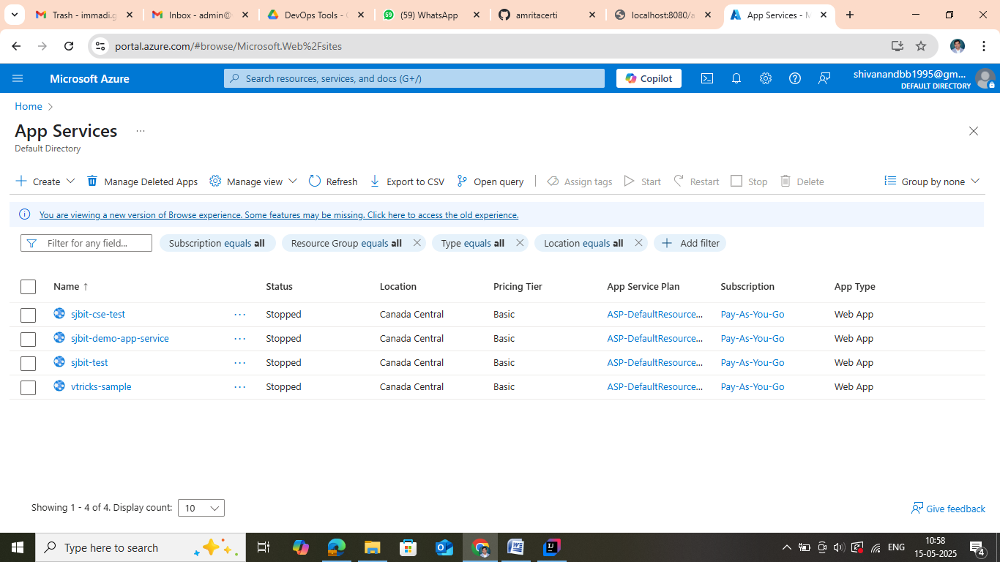 Trash - immadi.g
Inbox - admin@
DevOps Tools - G
(59) WhatsApp
amritacerti
localhost:8080/a
App Services - M
portal.azure.com/#browse/Microsoft.Web%2Fsites
Microsoft Azure
Search resources, services, and docs (G+/)
Copilot
shivanandbb1995@gm...
DEFAULT DIRECTORY
Home
App Services
...
Default Directory
Create
Manage Deleted Apps
Manage view
Refresh
Export to CSV
Open query
Assign tags
Start
Restart
Stop
Delete
Group by none
You are viewing a new version of Browse experience. Some features may be missing. Click here to access the old experience.
Filter for any field...
Subscription equals all
Resource Group equals all
Type equals all
Location equals all
Add filter
Name ↑ Status Location Pricing Tier App Service Plan Subscription App Type
sjbit-cse-test ... Stopped Canada Central Basic ASP-DefaultResource... Pay-As-You-Go Web App
sjbit-demo-app-service ... Stopped Canada Central Basic ASP-DefaultResource... Pay-As-You-Go Web App
sjbit-test ... Stopped Canada Central Basic ASP-DefaultResource... Pay-As-You-Go Web App
vtricks-sample ... Stopped Canada Central Basic ASP-DefaultResource... Pay-As-You-Go Web App
Showing 1 - 4 of 4. Display count: 10
Give feedback
Type here to search
ENG
10:58
15-05-2025
4